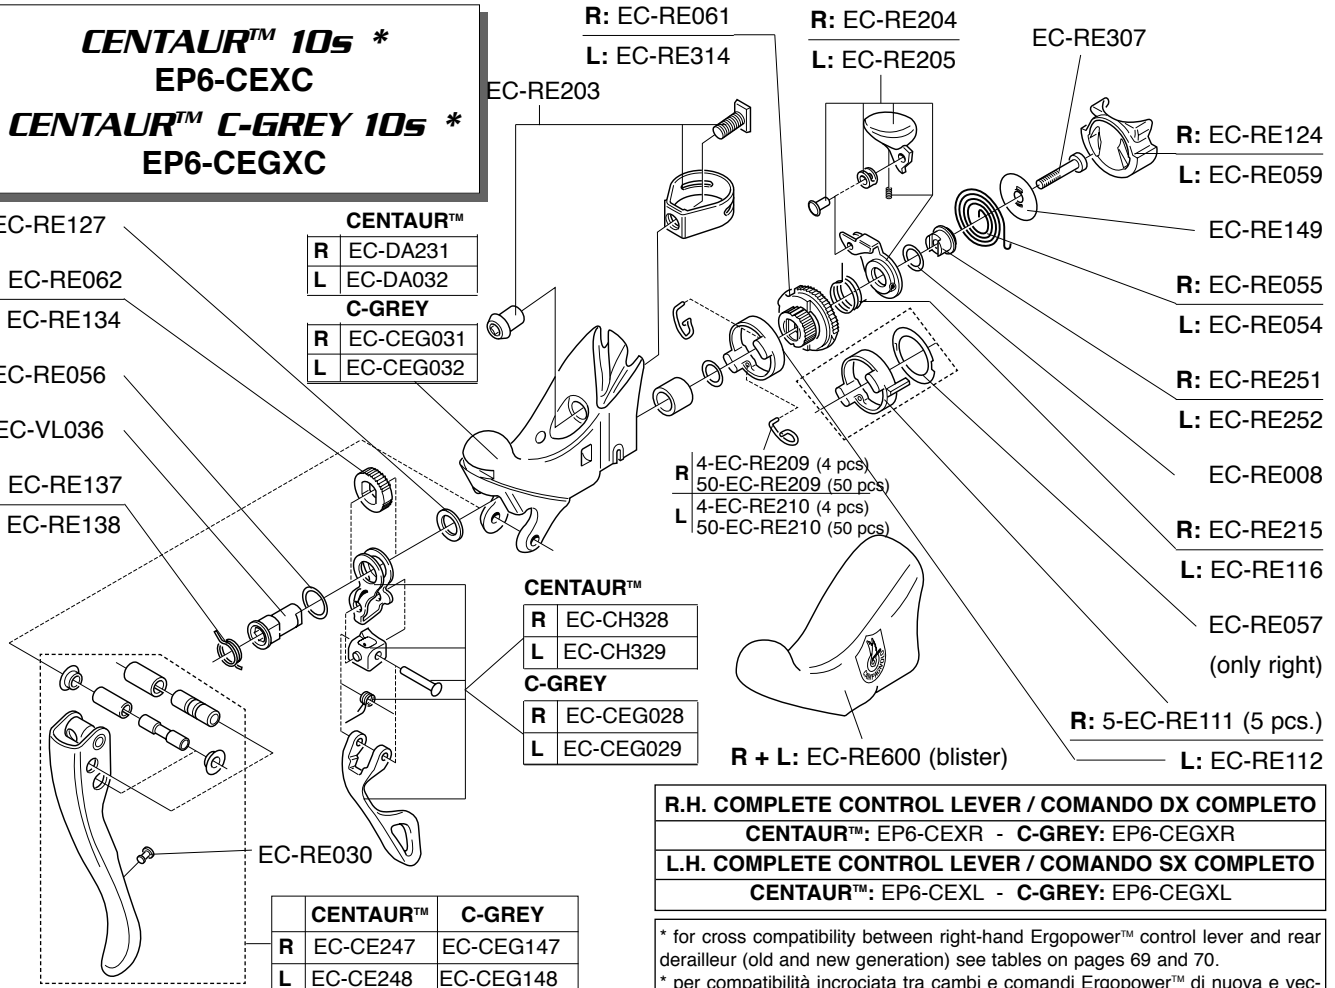 CENTAUR™ 10s *
EP6-CEXC
CENTAUR™ C-GREY 10s *
EP6-CEGXC
R: EC-RE061
L: EC-RE314
R: EC-RE204
L: EC-RE205
EC-RE307
EC-RE203
R: EC-RE124
L: EC-RE059
EC-RE149
R: EC-RE055
L: EC-RE054
R: EC-RE251
L: EC-RE252
EC-RE008
R: EC-RE215
L: EC-RE116
EC-RE057
(only right)
R: 5-EC-RE111 (5 pcs.)
L: EC-RE112
EC-RE127
EC-RE062
EC-RE134
EC-RE056
EC-VL036
EC-RE137
EC-RE138
CENTAUR™
R EC-DA231
L EC-DA032
C-GREY
R EC-CEG031
L EC-CEG032
R 4-EC-RE209 (4 pcs)
50-EC-RE209 (50 pcs)
L 4-EC-RE210 (4 pcs)
50-EC-RE210 (50 pcs)
CENTAUR™
R EC-CH328
L EC-CH329
C-GREY
R EC-CEG028
L EC-CEG029
R + L: EC-RE600 (blister)
EC-RE030
CENTAUR™ C-GREY
R EC-CE247 EC-CEG147
L EC-CE248 EC-CEG148
R.H. COMPLETE CONTROL LEVER / COMANDO DX COMPLETO
CENTAUR™: EP6-CEXR - C-GREY: EP6-CEGXR
L.H. COMPLETE CONTROL LEVER / COMANDO SX COMPLETO
CENTAUR™: EP6-CEXL - C-GREY: EP6-CEGXL
* for cross compatibility between right-hand Ergopower™ control lever and rear
derailleur (old and new generation) see tables on pages 69 and 70.
* per compatibilità incrociata tra cambi e comandi Ergopower™ di nuova e vec-